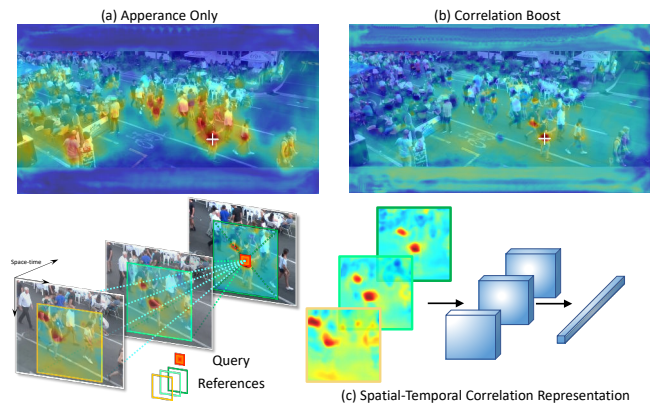 (a) Apperance Only
(b) Correlation Boost
Space-time
Query
References
(c) Spatial-Temporal Correlation Representation